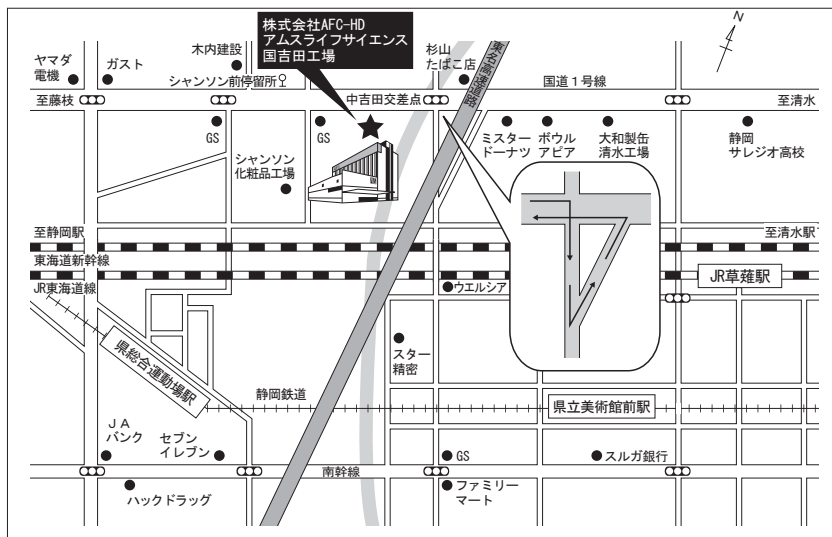 株式会社AFC-HD
アムスライフサイエンス
国吉田工場
N
ヤマダ
電機
ガスト
木内建設
シャンソン前停留所
杉山
たばこ店
東名高速道路
国道1号線
至藤枝
中吉田交差点
至清水
GS
GS
ミスター
ドーナツ
ボウル
アピア
大和製缶
清水工場
静岡
サレジオ高校
シャンソン
化粧品工場
至静岡駅
至清水駅
東海道新幹線
JR東海道線
JR草薙駅
ウエルシア
県総合運動場駅
スター
精密
静岡鉄道
県立美術館前駅
JA
バンク
セブン
イレブン
GS
スルガ銀行
南幹線
ハックドラッグ
ファミリー
マート